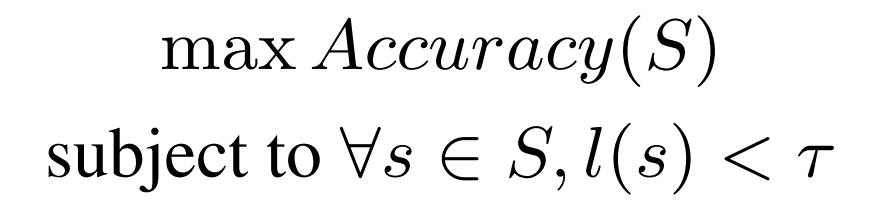 max Accuracy(S)
subject to ∀s ∈ S, l(s) < τ